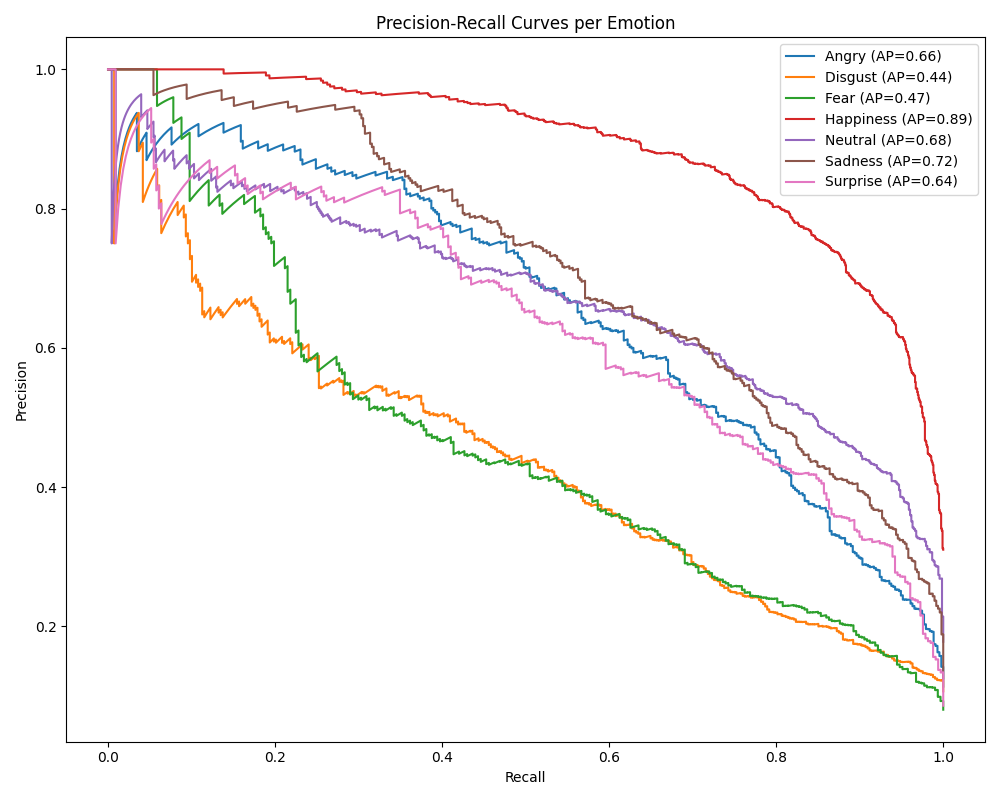 Precision-Recall Curves per Emotion
Angry (AP=0.66)
Disgust (AP=0.44)
Fear (AP=0.47)
Happiness (AP=0.89)
Neutral (AP=0.68)
Sadness (AP=0.72)
Surprise (AP=0.64)
Precision
1.0
0.8
0.6
0.4
0.2
0.0 0.2 0.4 0.6 0.8 1.0
Recall